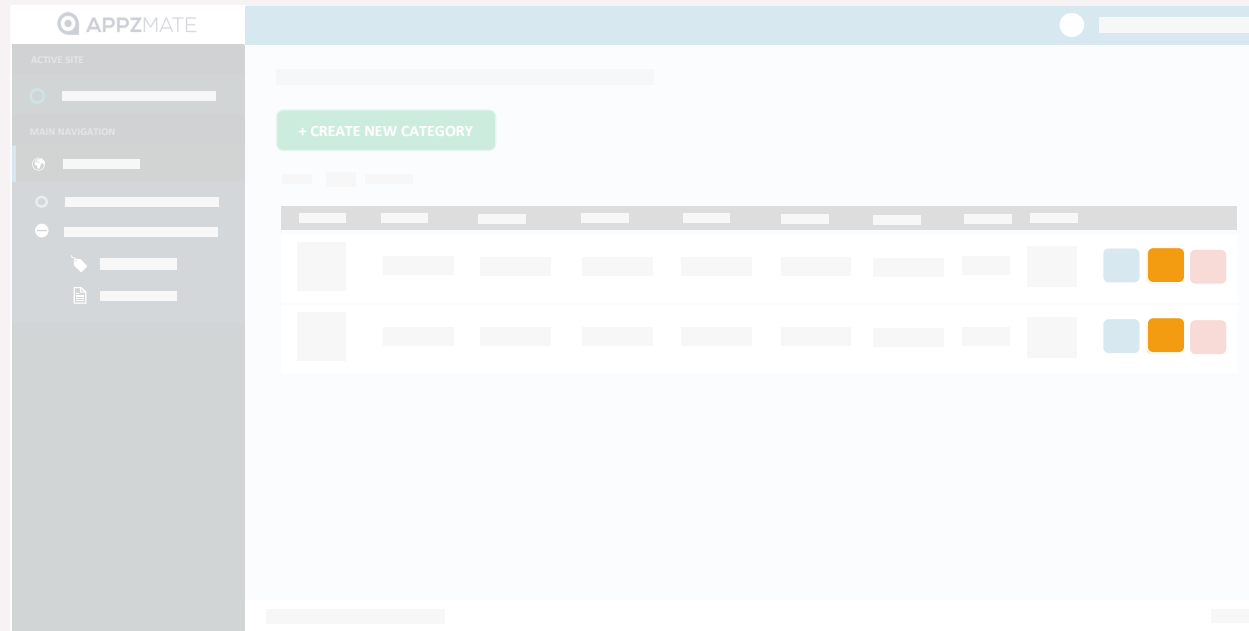 APPZMATE
ACTIVE SITE
MAIN NAVIGATION
+ CREATE NEW CATEGORY